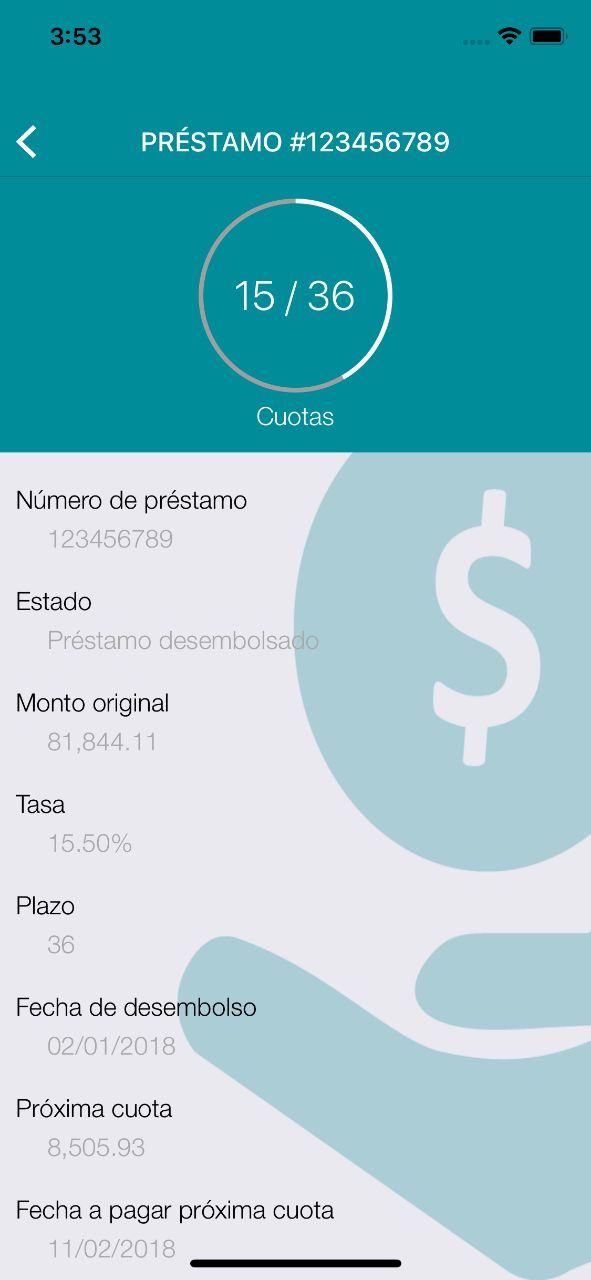 3:53
PRÉSTAMO #123456789
15 / 36
Cuotas
Número de préstamo
123456789
Estado
Préstamo desembolsado
Monto original
81,844.11
Tasa
15.50%
Plazo
36
Fecha de desembolso
02/01/2018
Próxima cuota
8,505.93
Fecha a pagar próxima cuota
11/02/2018
$